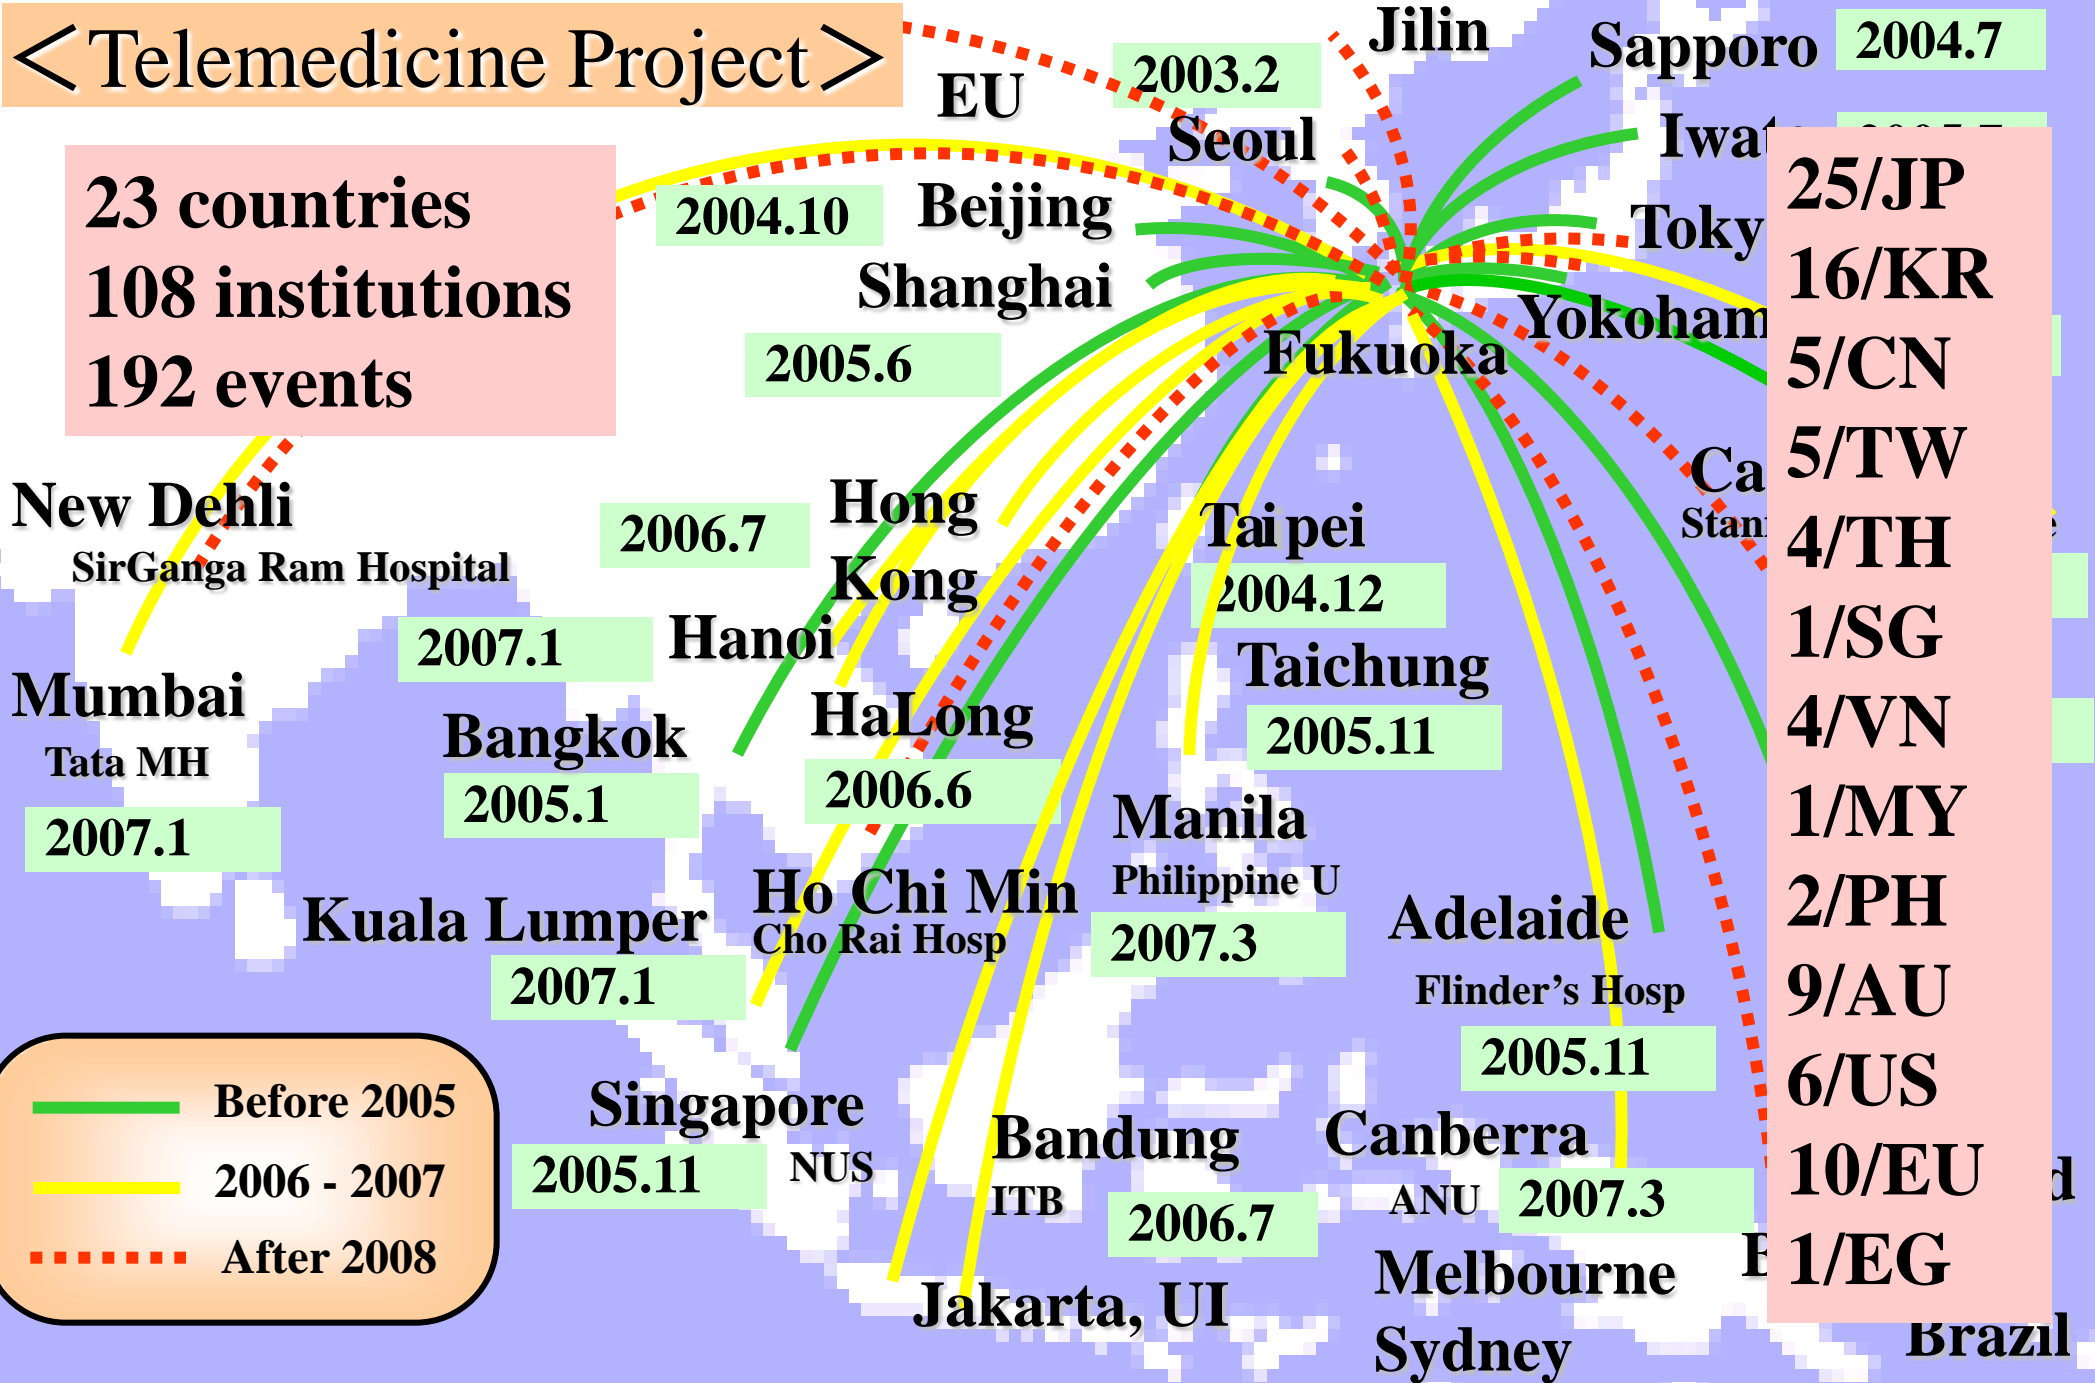 ＜Telemedicine Project＞
Jilin
Sapporo 2004.7
EU
2003.2
Seoul
23 countries
108 institutions
192 events
2004.10
Beijing
Shanghai
2005.6
Fukuoka
25/JP
16/KR
5/CN
5/TW
4/TH
1/SG
4/VN
1/MY
2/PH
9/AU
6/US
10/EU
1/EG
New Dehli
SirGanga Ram Hospital
2007.1
2006.7
Hong
Kong
Hanoi
Taipei
2004.12
Taichung
2005.11
Mumbai
Tata MH
2007.1
Bangkok
2005.1
HaLong
2006.6
Manila
Philippine U
2007.3
Kuala Lumper
2007.1
Ho Chi Min
Cho Rai Hosp
Adelaide
Flinder’s Hosp
2005.11
Before 2005
2006 - 2007
After 2008
Singapore
2005.11
NUS
Bandung
ITB
2006.7
Jakarta, UI
Canberra
ANU
2007.3
Melbourne
Sydney
Brazil